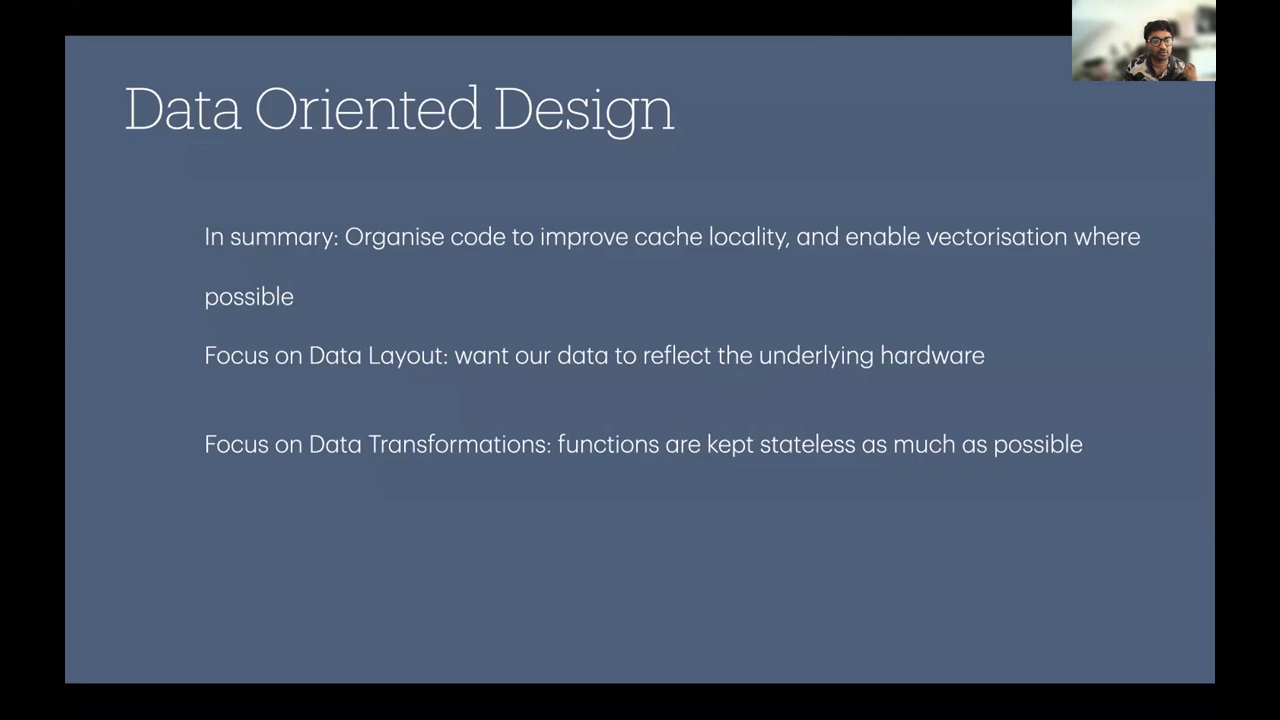 Data Oriented Design
In summary: Organise code to improve cache locality, and enable vectorisation where
possible
Focus on Data Layout: want our data to reflect the underlying hardware
Focus on Data Transformations: functions are kept stateless as much as possible